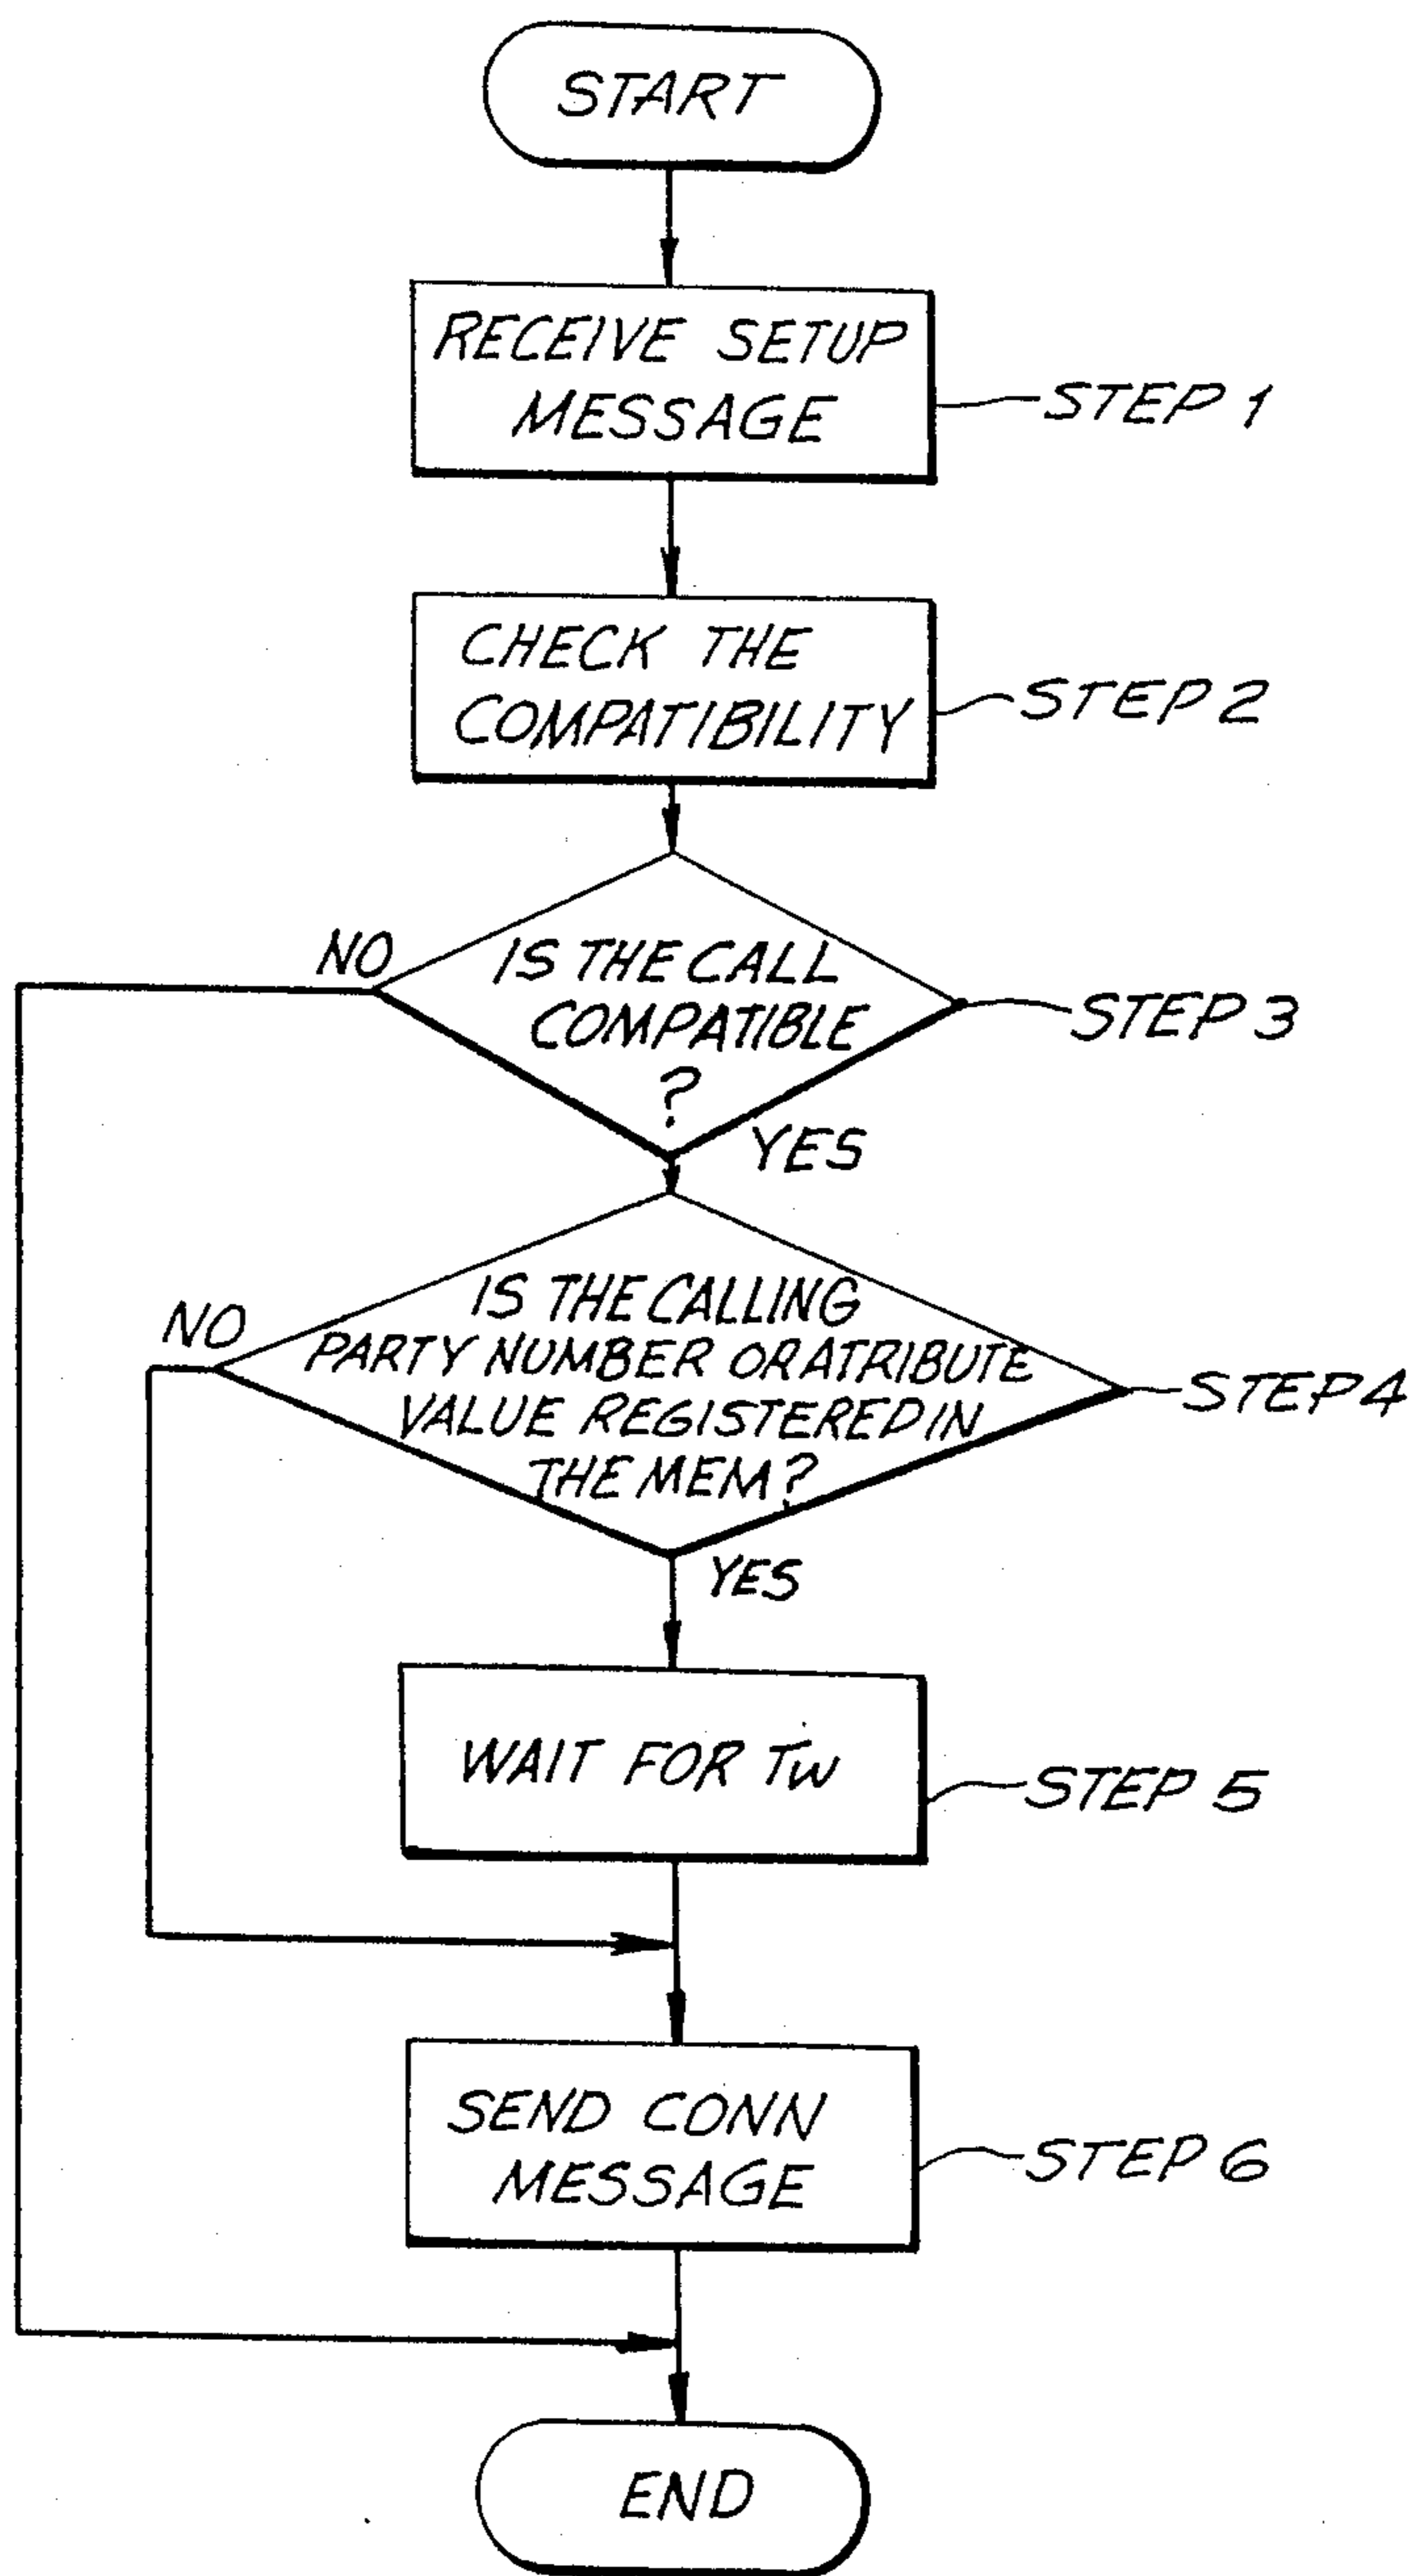 START
RECEIVE SETUP
MESSAGE
STEP 1
CHECK THE
COMPATIBILITY
STEP 2
NO
IS THE CALL
COMPATIBLE
?
STEP 3
YES
NO
IS THE CALLING
PARTY NUMBER OR ATRIBUTE
VALUE REGISTERED IN
THE MEM?
STEP 4
YES
WAIT FOR TW
STEP 5
SEND CONN
MESSAGE
STEP 6
END